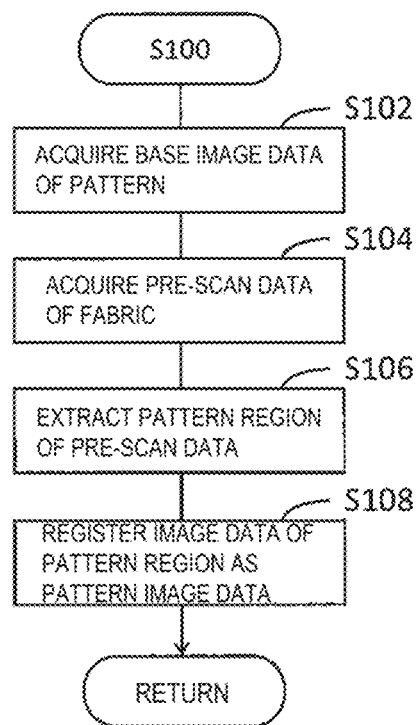 S100
S102
ACQUIRE BASE IMAGE DATA
OF PATTERN
S104
ACQUIRE PRE-SCAN DATA
OF FABRIC
S106
EXTRACT PATTERN REGION
OF PRE-SCAN DATA
S108
REGISTER IMAGE DATA OF
PATTERN REGION AS
PATTERN IMAGE DATA
RETURN